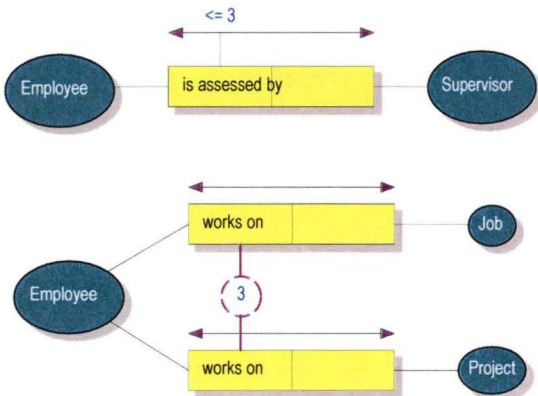 <= 3
Employee
is assessed by
Supervisor
works on
Job
Employee
3
works on
Project